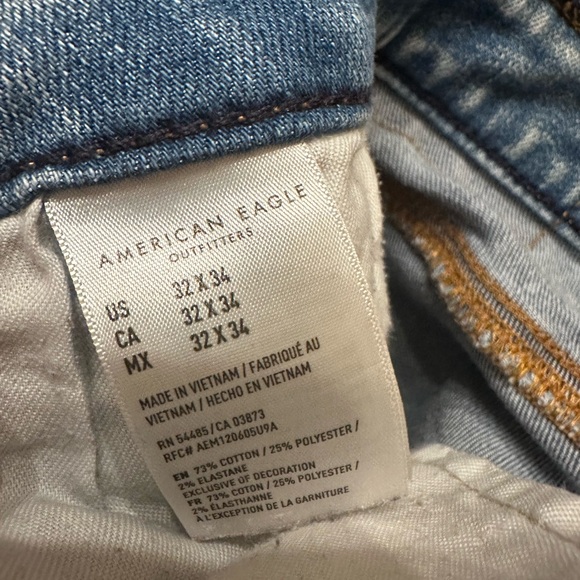 AMERICAN EAGLE
OUTFITTERS
US 32 X 34
CA 32 X 34
MX 32 X 34
MADE IN VIETNAM / FABRIQUÉ AU
VIETNAM / HECHO EN VIETNAM
RN 54485 / CA 03873
RFC# AEM120605U9A
EN 73% COTTON / 25% POLYESTER /
2% ELASTANE
EXCLUSIVE OF DECORATION
FR 73% COTON / 25% POLYESTER /
2% ÉLASTHANNE
À L'EXCEPTION DE LA GARNITURE